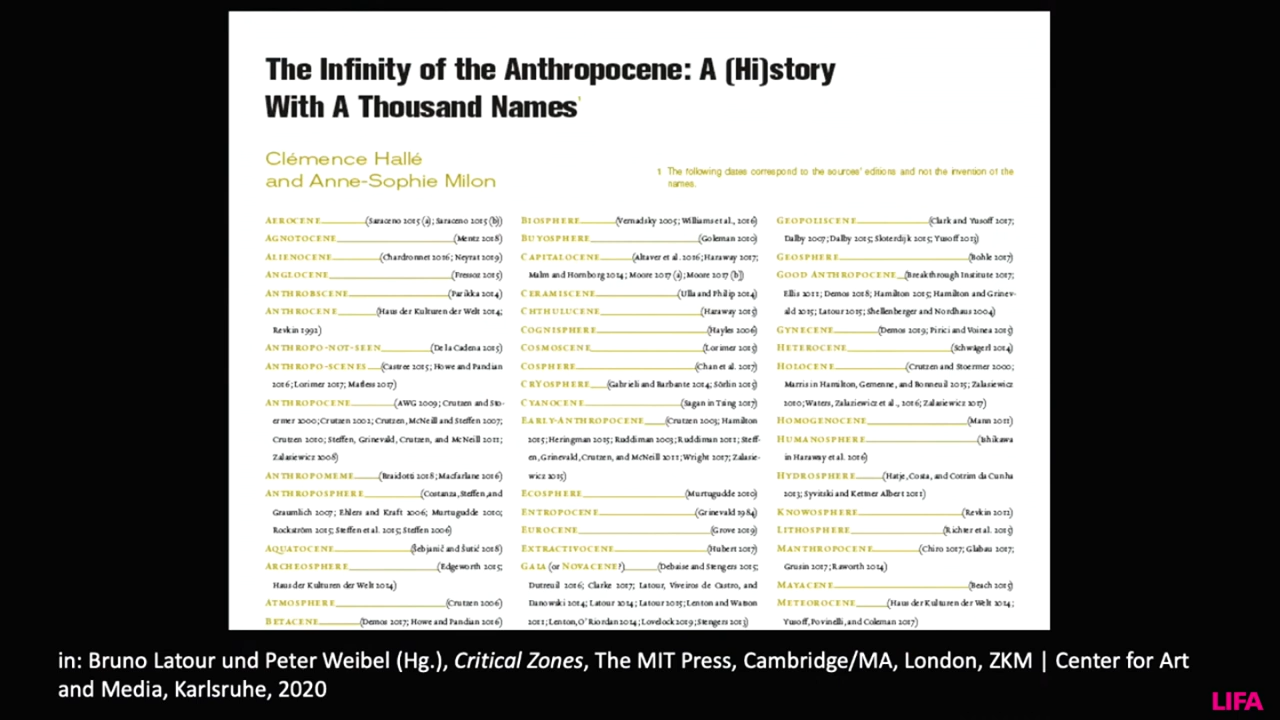 The Infinity of the Anthropocene: A (Hi)story
With A Thousand Names¹
Clémence Hallé
and Anne-Sophie Milon
1 The following dates correspond to the sources' editions and not the invention of the
names.
AEROCENE (Saraceno 2015 (a); Saraceno 2015 (b))
AGNOTOCENE (Mentz 2018)
ALIENOCENE (Chardronnet 2016; Neyrat 2019)
ANGLOCENE (Fressoz 2015)
ANTHROBSCENE (Parikka 2014)
ANTHROCENE (Haus der Kulturen der Welt 2014;
Revkin 1992)
ANTHROPO-NOT-SEEN (De la Cadena 2015)
ANTHROPO-SCENES (Castree 2015; Howe and Pandian
2016; Lorimer 2017; Matless 2017)
ANTHROPOCENE (AWG 2009; Crutzen and Sto-
ermer 2000; Crutzen 2002; Crutzen, McNeill and Steffen 2007;
Crutzen 2010; Steffen, Grinevald, Crutzen, and McNeill 2011;
Zalasiewicz 2008)
ANTHROPOMEME (Braidotti 2018; Macfarlane 2016)
ANTHROPOSPHERE (Costanza, Steffen, and
Graumlich 2007; Ehlers and Kraft 2006; Murtugudde 2010;
Rockström 2015; Steffen et al. 2015; Steffen 2006)
AQUATOCENE (Šebjanič and Šutić 2018)
ARCHEOSPHERE (Edgeworth 2015;
Haus der Kulturen der Welt 2014)
ATMOSPHERE (Crutzen 2006)
BETACENE (Demos 2017; Howe and Pandian 2016)
BIOSPHERE (Vernadsky 2005; Williams et al., 2016)
BUYOSPHERE (Goleman 2010)
CAPITALOCENE (Altvater et al. 2016; Haraway 2017;
Malm and Hornborg 2014; Moore 2017 (a); Moore 2017 (b))
CERAMISCENE (Ulla and Philip 2014)
CHTHULUCENE (Haraway 2015)
COGNISPHERE (Hayles 2006)
COSMOSCENE (Lorimer 2015)
COSPHERE (Chan et al. 2017)
CRYOSPHERE (Gabrieli and Barbante 2014; Sörlin 2015)
CYANOCENE (Sagan in Tsing 2017)
EARLY-ANTHROPOCENE (Crutzen 2003; Hamilton
2015; Heringman 2015; Ruddiman 2003; Ruddiman 2011; Steff-
en, Grinevald, Crutzen, and McNeill 2011; Wright 2017; Zalasie-
wicz 2015)
ECOSPHERE (Murtugudde 2010)
ENTROPOCENE (Grinevald 1984)
EUROCENE (Grove 2019)
EXTRACTIVOCENE (Hubert 2017)
GAIA (or NOVACENE?) (Debaise and Stengers 2015;
Dutreuil 2016; Clarke 2017; Latour, Viveiros de Castro, and
Danowski 2014; Latour 2014; Latour 2015; Lenton and Watson
2011; Lenton, O'Riordan 2014; Lovelock 2019; Stengers 2013)
GEOPOLISCENE (Clark and Yusoff 2017;
Dalby 2007; Dalby 2015; Sloterdijk 2015; Yusoff 2013)
GEOSPHERE (Bohle 2017)
GOOD ANTHROPOCENE (Breakthrough Institute 2017;
Ellis 2011; Demos 2018; Hamilton 2015; Hamilton and Grinev-
ald 2015; Latour 2015; Shellenberger and Nordhaus 2004)
GYNECENE (Demos 2019; Pirici and Voinea 2015)
HETEROCENE (Schwägerl 2014)
HOLOCENE (Crutzen and Stoermer 2000;
Marris in Hamilton, Gemenne, and Bonneuil 2015; Zalasiewicz
2010; Waters, Zalaziewicz et al., 2016; Zalasiewicz 2017)
HOMOGENOCENE (Mann 2011)
HUMANOSPHERE (Ishikawa
in Haraway et al. 2016)
HYDROSPHERE (Hatje, Costa, and Cotrim da Cunha
2013; Syvitski and Kettner Albert 2011)
KNOWOSPHERE (Revkin 2012)
LITHOSPHERE (Richter et al. 2015)
MANTHROPOCENE (Chiro 2017; Glabau 2017;
Grusin 2017; Raworth 2014)
MAYACENE (Beach 2015)
METEOROCENE (Haus der Kulturen der Welt 2014;
Yusoff, Povinelli, and Coleman 2017)
in: Bruno Latour und Peter Weibel (Hg.), Critical Zones, The MIT Press, Cambridge/MA, London, ZKM | Center for Art
and Media, Karlsruhe, 2020
LIFA